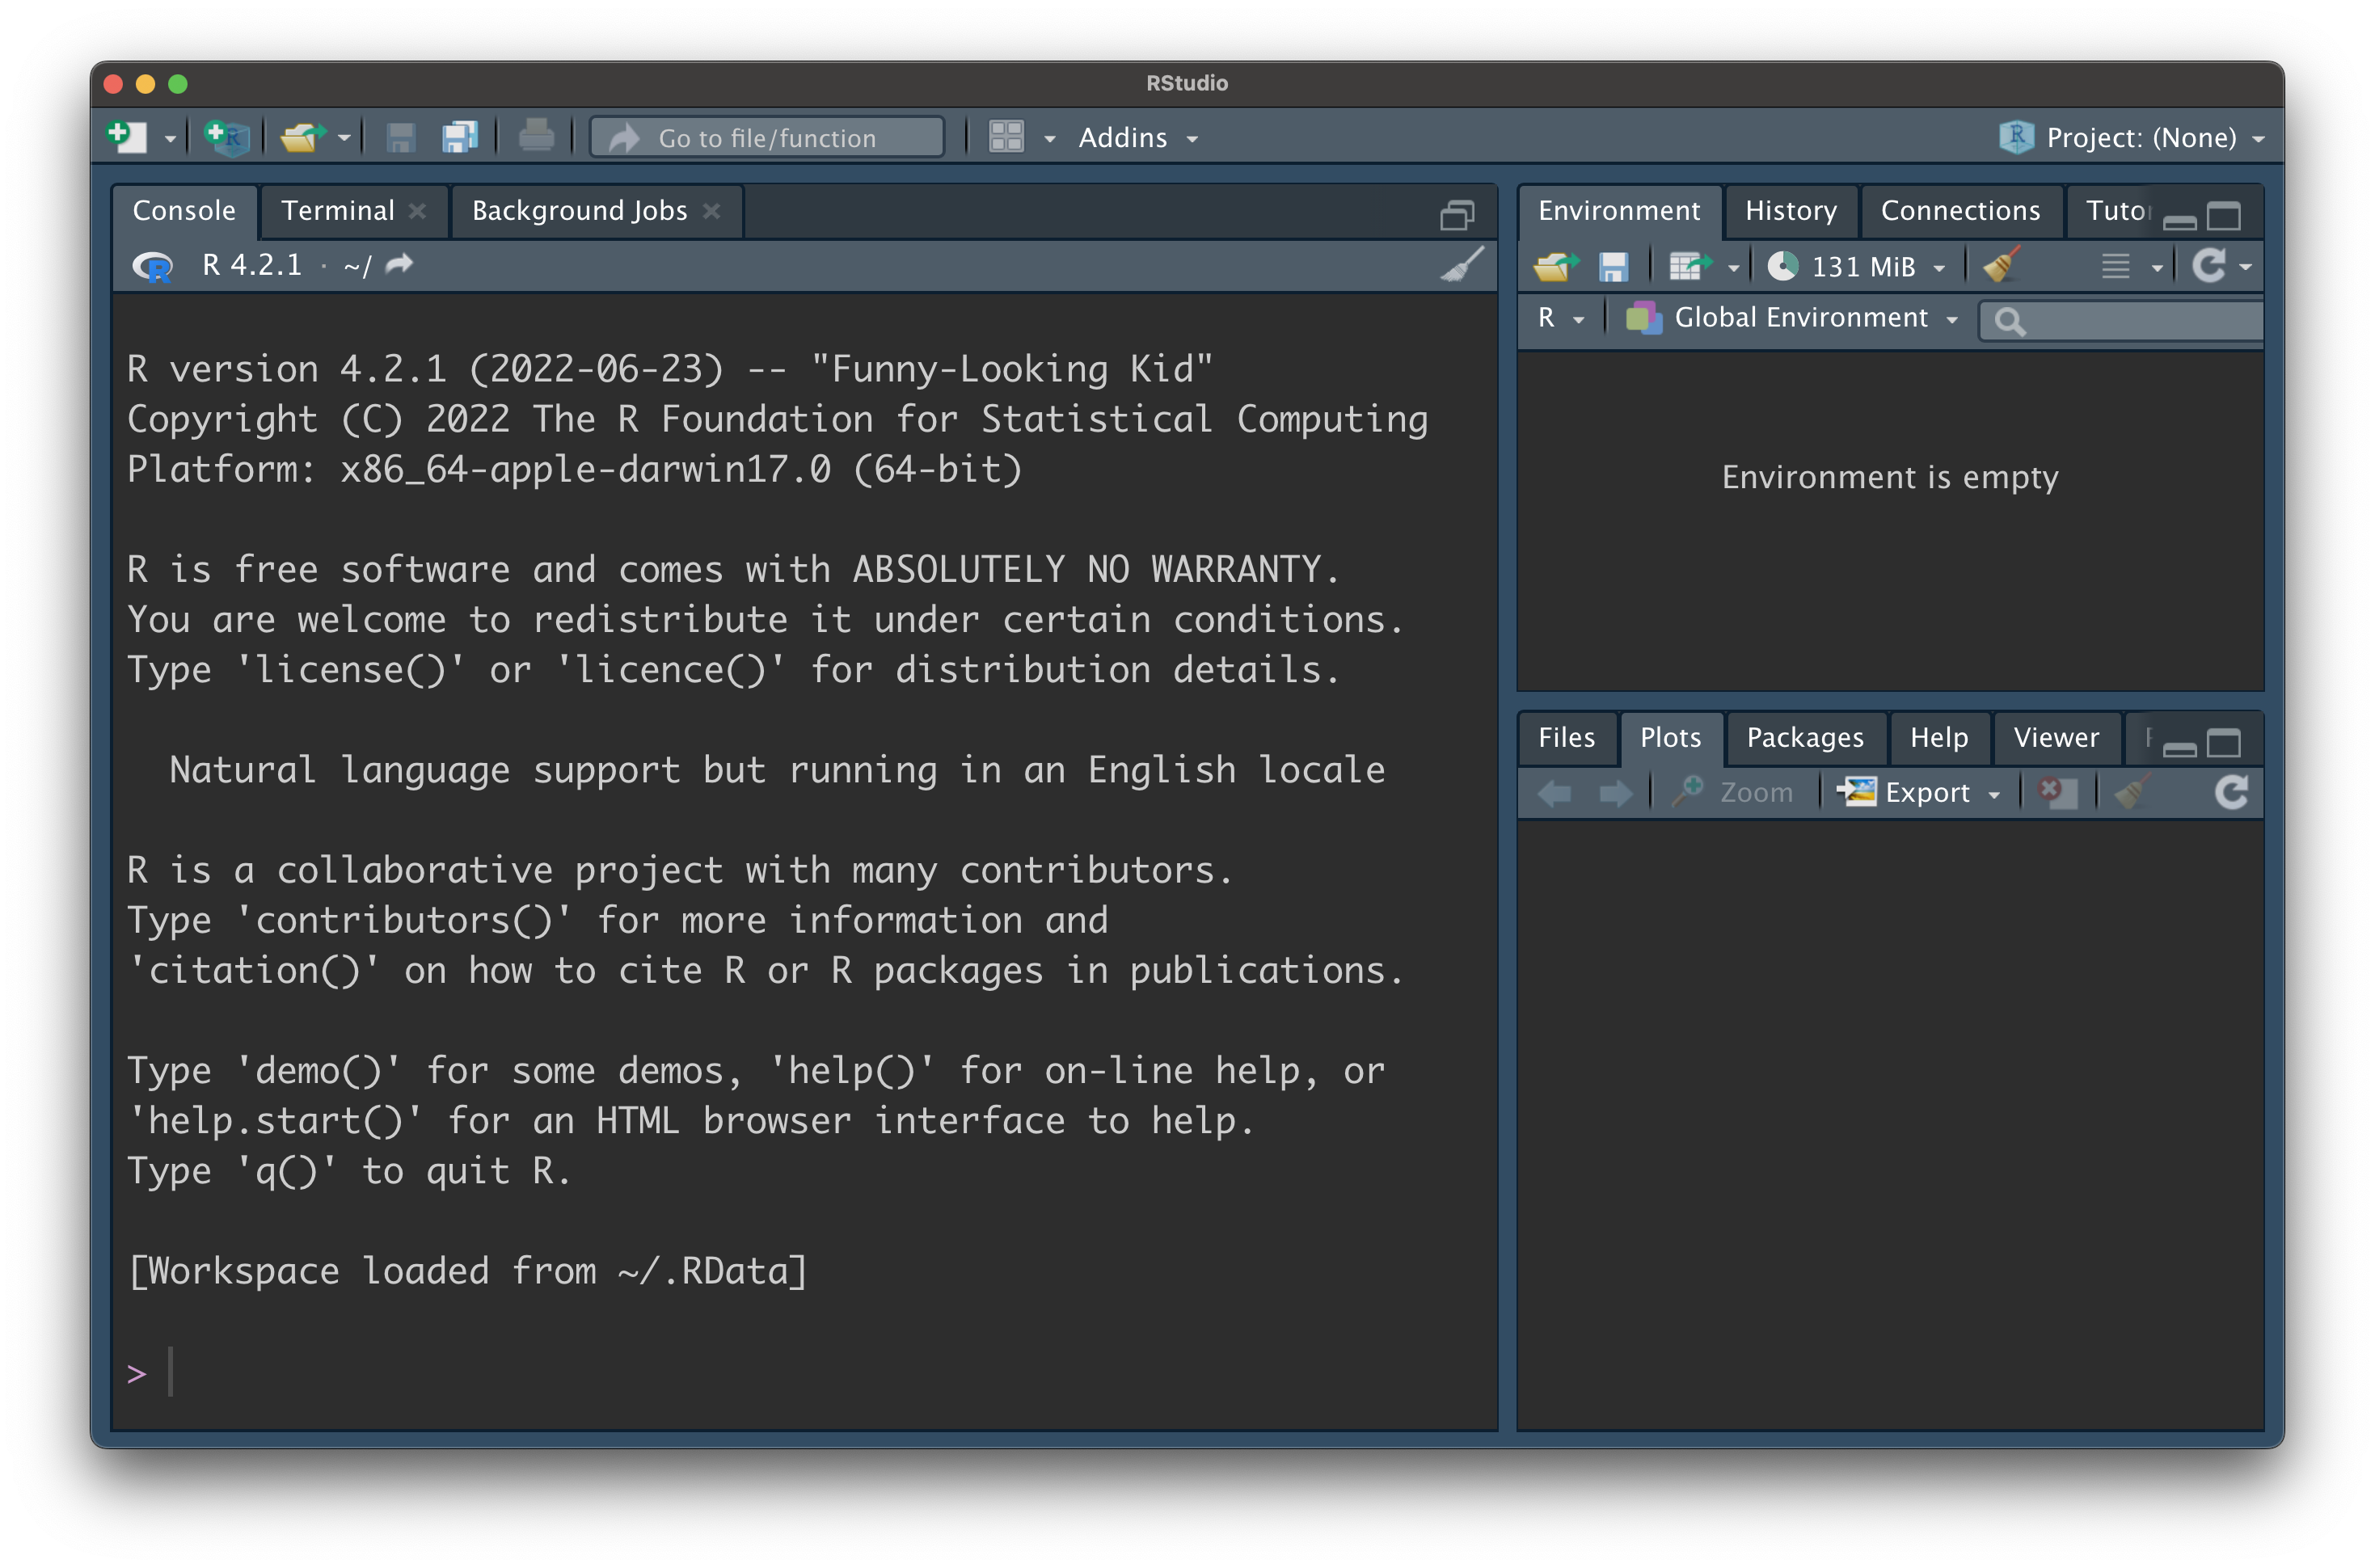 RStudio
Go to file/function
Addins
Project: (None)
Console
Terminal
Background Jobs
R 4.2.1 · ~/
R version 4.2.1 (2022-06-23) -- "Funny-Looking Kid"
Copyright (C) 2022 The R Foundation for Statistical Computing
Platform: x86_64-apple-darwin17.0 (64-bit)
R is free software and comes with ABSOLUTELY NO WARRANTY.
You are welcome to redistribute it under certain conditions.
Type 'license()' or 'licence()' for distribution details.
Natural language support but running in an English locale
R is a collaborative project with many contributors.
Type 'contributors()' for more information and
'citation()' on how to cite R or R packages in publications.
Type 'demo()' for some demos, 'help()' for on-line help, or
'help.start()' for an HTML browser interface to help.
Type 'q()' to quit R.
[Workspace loaded from ~/.RData]
>
Environment
History
Connections
131 MiB
R
Global Environment
Environment is empty
Files
Plots
Packages
Help
Viewer
Zoom
Export